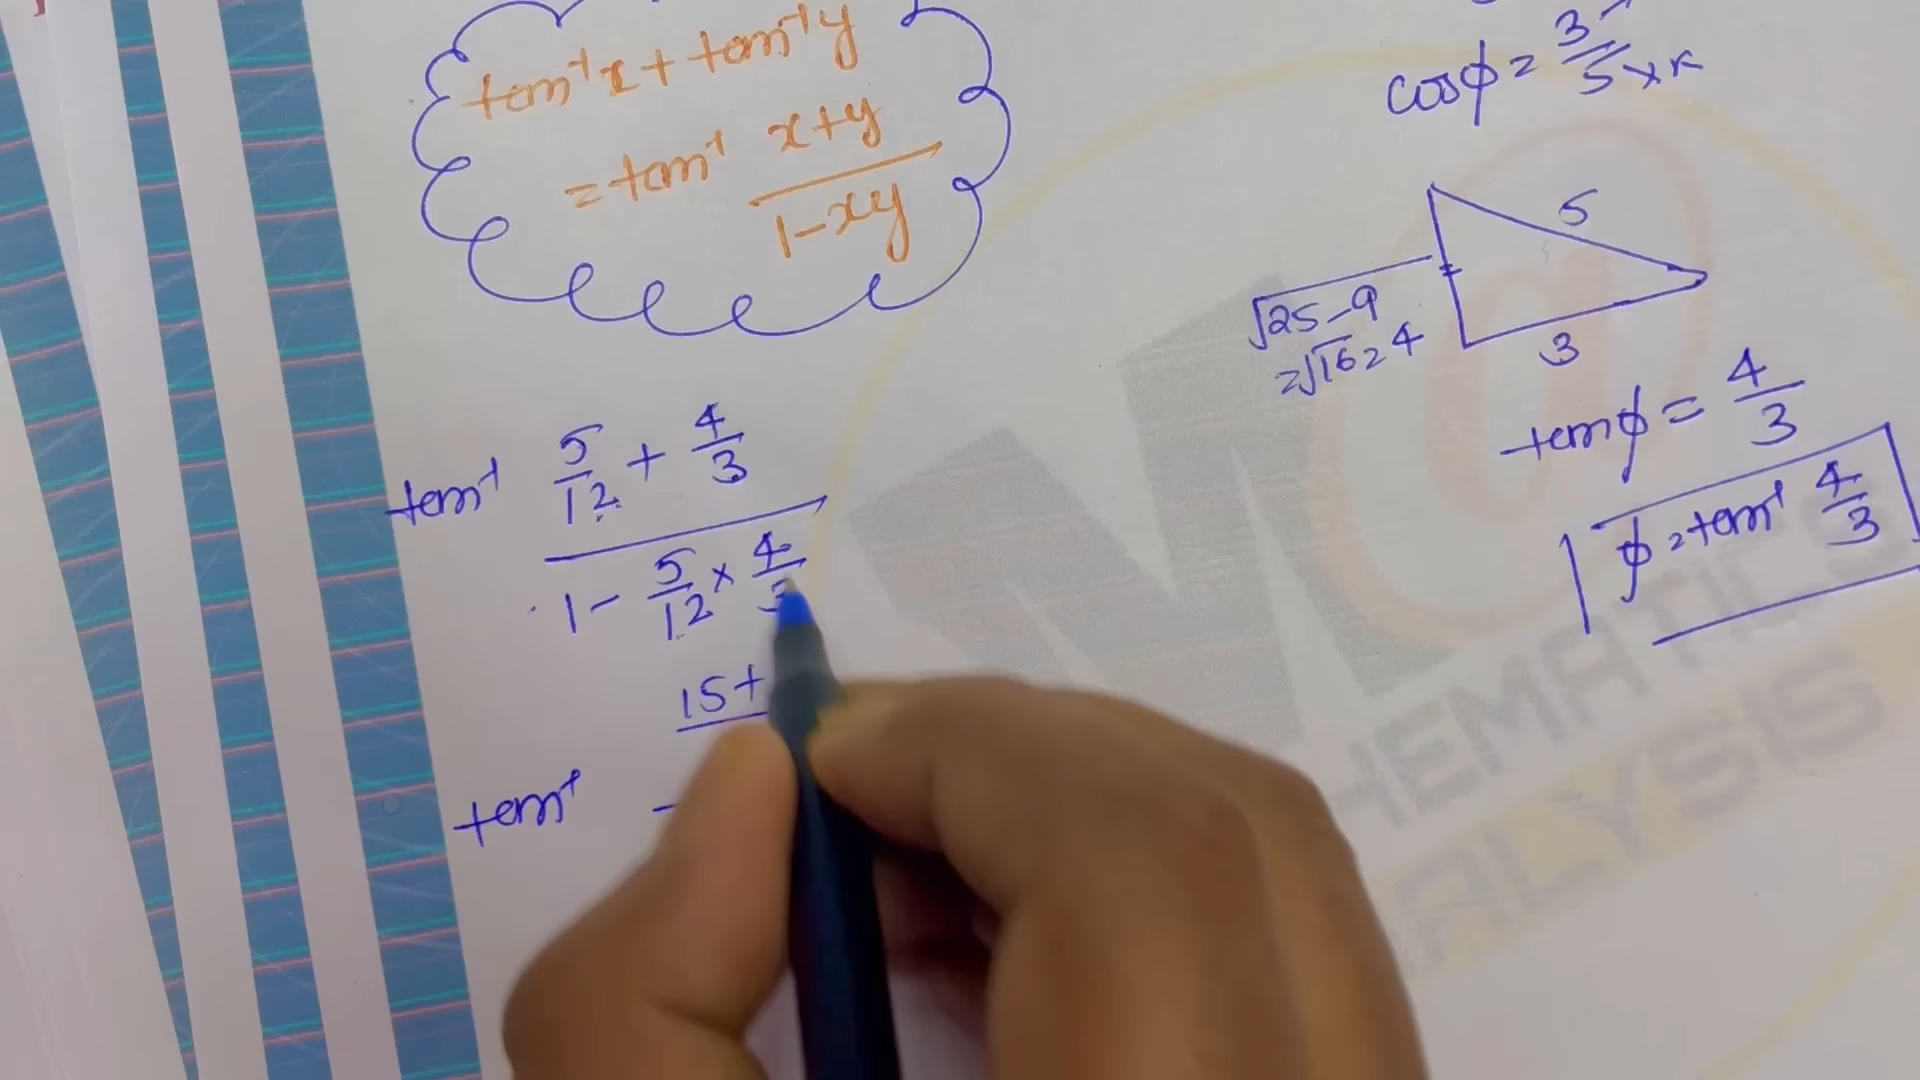 tan⁻¹x + tan⁻¹y
= tan⁻¹ (x+y)/(1-xy)
cosϕ = 3/5
5
√25-9
=√16=4
3
tanϕ = 4/3
ϕ = tan⁻¹ 4/3
tan⁻¹ (5/12 + 4/3)/(1 - 5/12 × 4/3)
15+
tan⁻¹